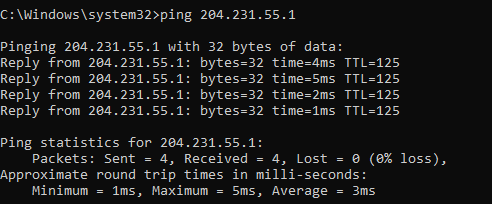 C:\Windows\system32>ping 204.231.55.1
Pinging 204.231.55.1 with 32 bytes of data:
Reply from 204.231.55.1: bytes=32 time=4ms TTL=125
Reply from 204.231.55.1: bytes=32 time=5ms TTL=125
Reply from 204.231.55.1: bytes=32 time=2ms TTL=125
Reply from 204.231.55.1: bytes=32 time=1ms TTL=125
Ping statistics for 204.231.55.1:
Packets: Sent = 4, Received = 4, Lost = 0 (0% loss),
Approximate round trip times in milli-seconds:
Minimum = 1ms, Maximum = 5ms, Average = 3ms